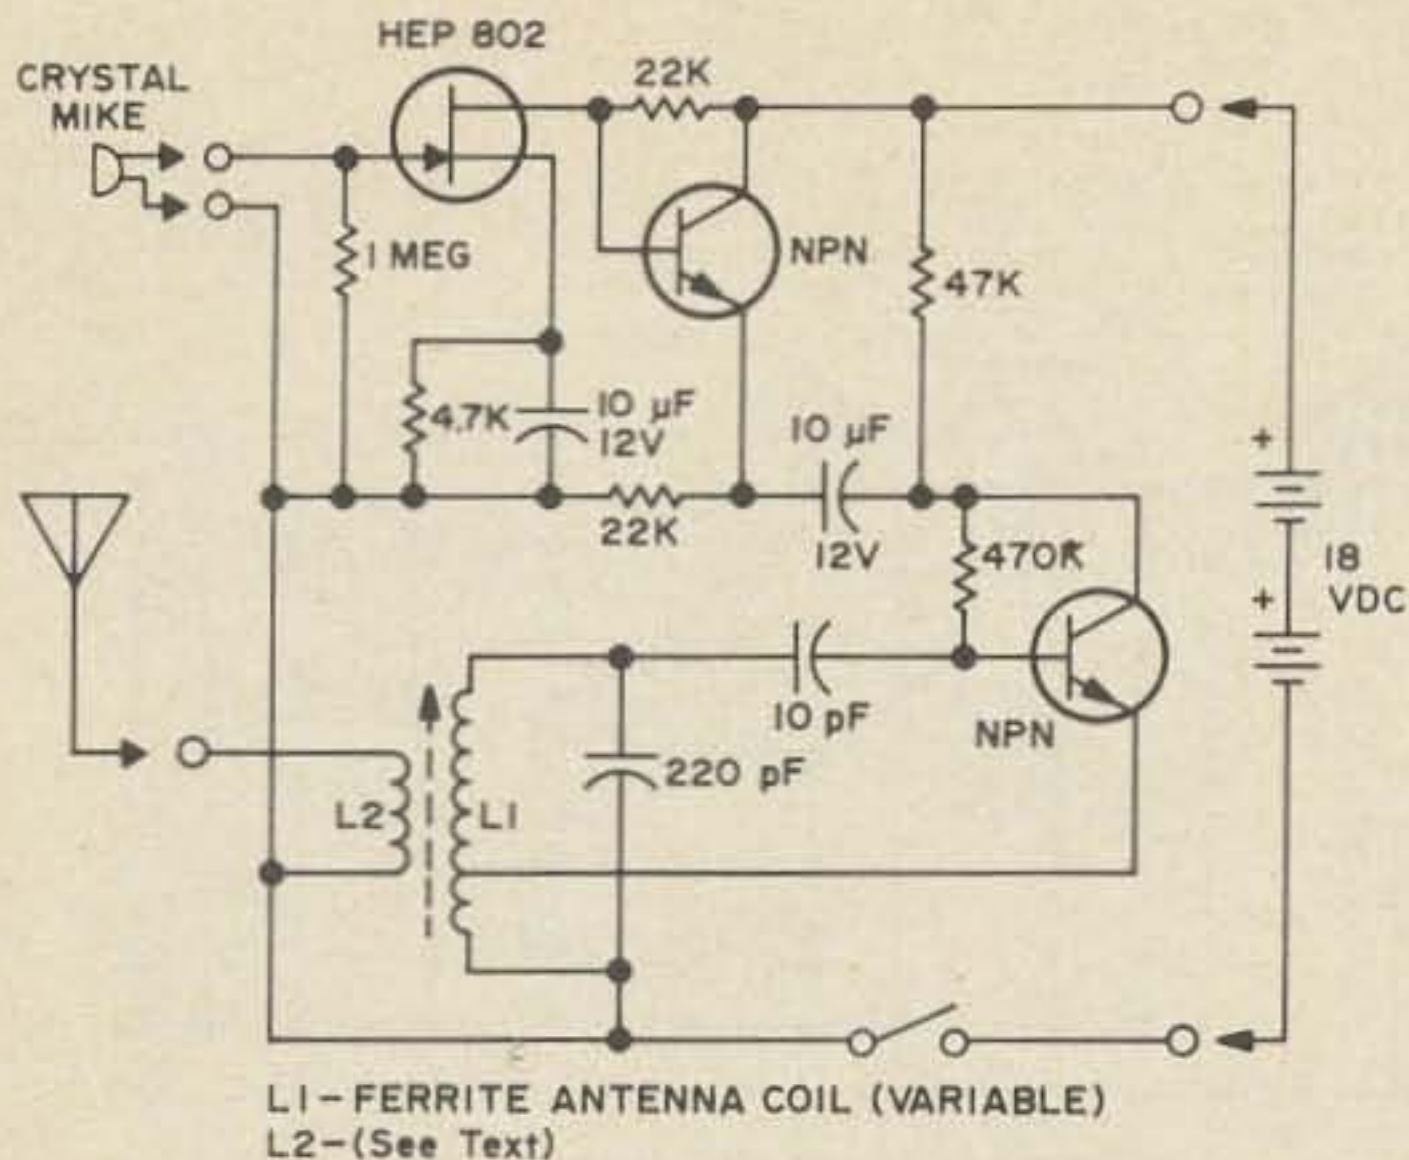 HEP 802
CRYSTAL
MIKE
22K
1 MEG
NPN
47K
4.7K
10 µF
12V
10 µF
12V
22K
470K
18
VDC
+
+
10 pF
NPN
220 pF
L2
L1
L1-FERRITE ANTENNA COIL (VARIABLE)
L2-(See Text)